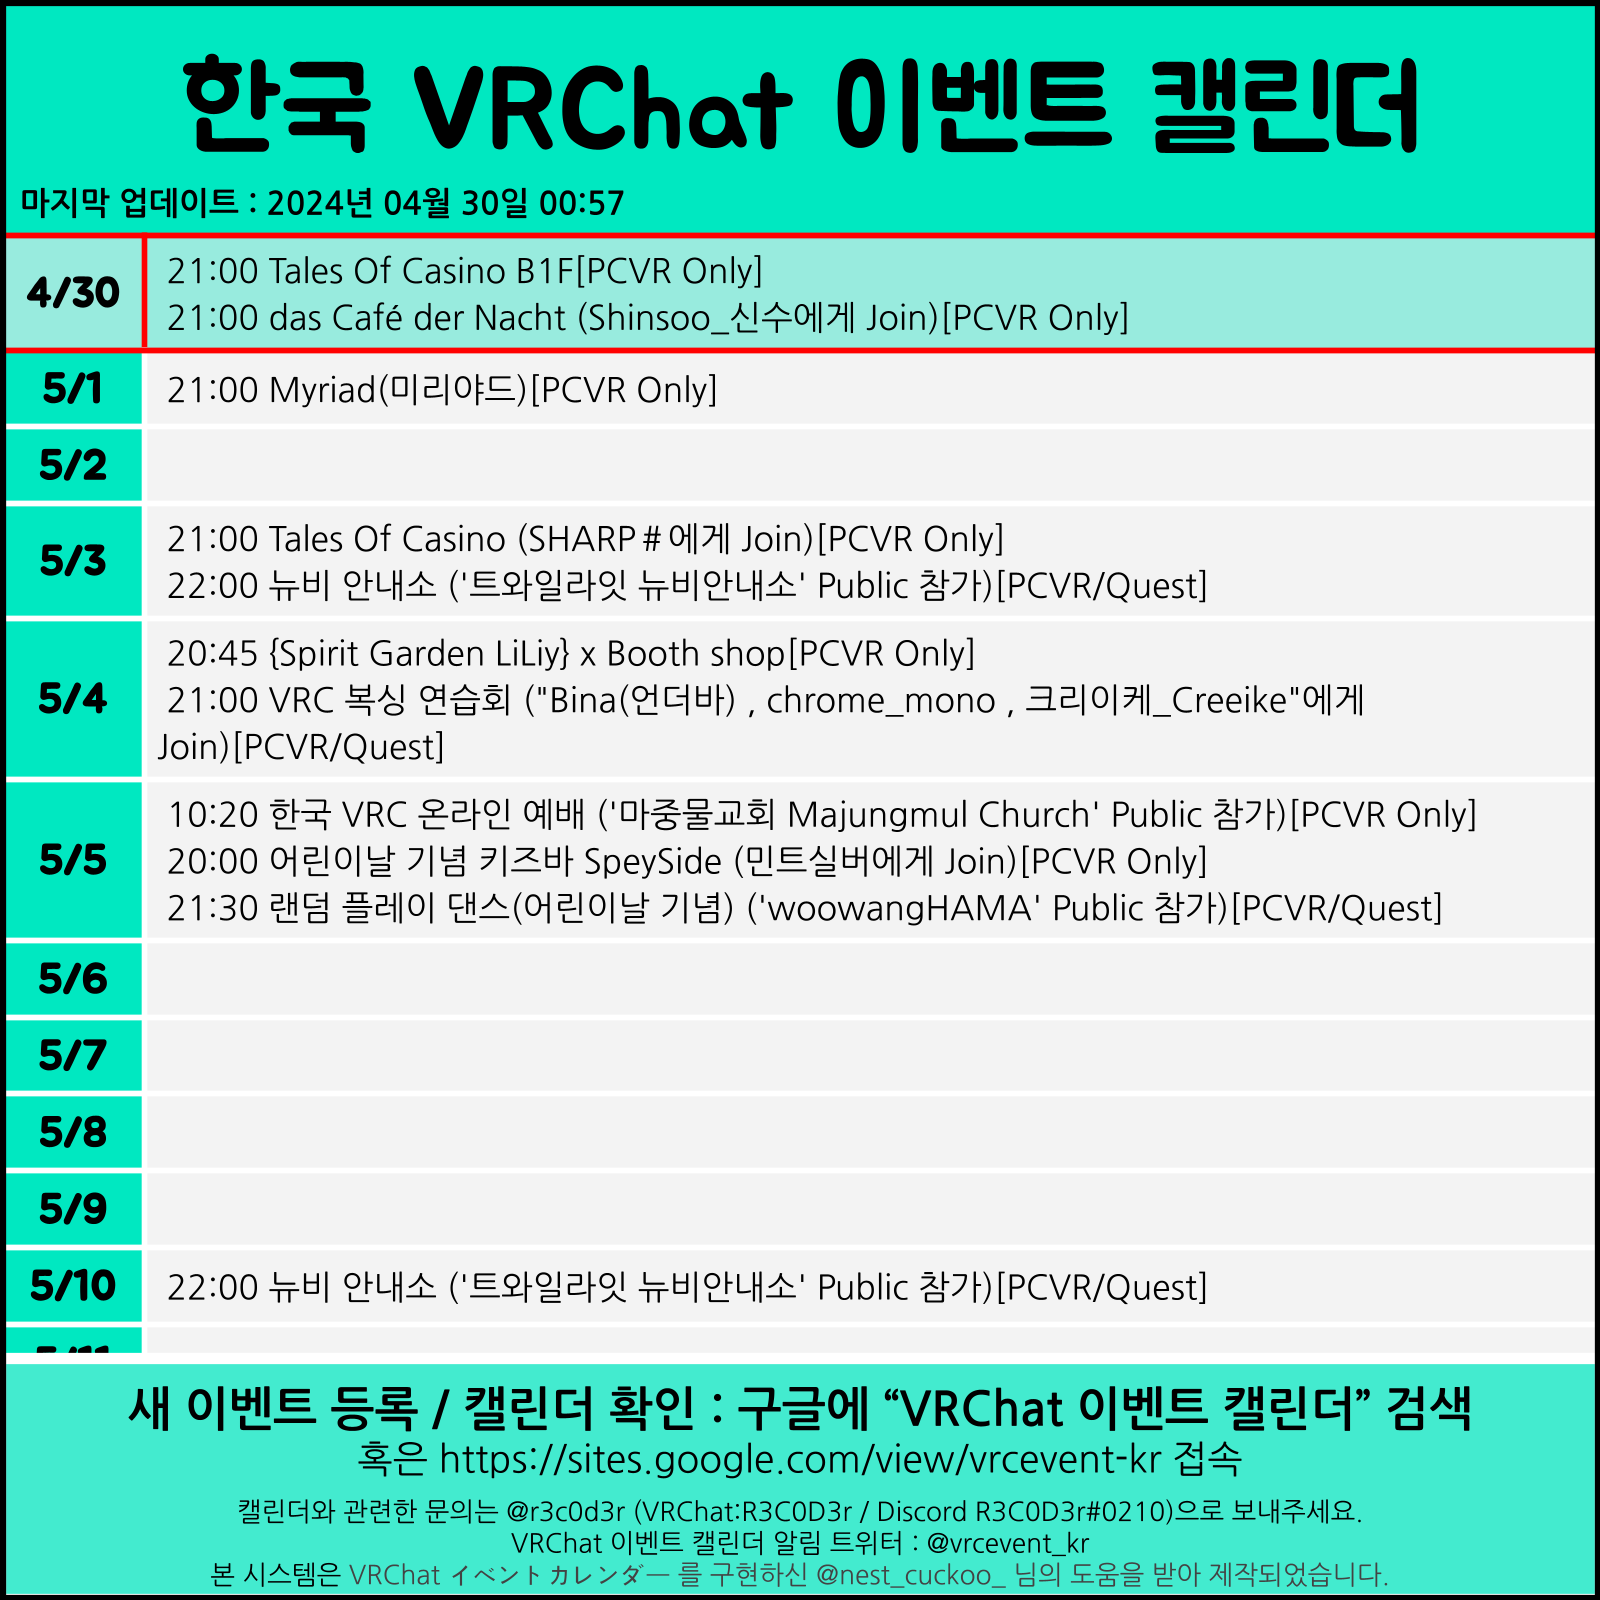 한국 VRChat 이벤트 캘린더
마지막 업데이트 : 2024년 04월 30일 00:57
4/30
21:00 Tales Of Casino B1F[PCVR Only]
21:00 das Café der Nacht (Shinsoo_신수에게 Join)[PCVR Only]
5/1
21:00 Myriad(미리야드)[PCVR Only]
5/2
5/3
21:00 Tales Of Casino (SHARP＃에게 Join)[PCVR Only]
22:00 뉴비 안내소 ('트와일라잇 뉴비안내소' Public 참가)[PCVR/Quest]
5/4
20:45 {Spirit Garden LiLiy} x Booth shop[PCVR Only]
21:00 VRC 복싱 연습회 ("Bina(언더바) , chrome_mono , 크리이케_Creeike"에게
Join)[PCVR/Quest]
5/5
10:20 한국 VRC 온라인 예배 ('마중물교회 Majungmul Church' Public 참가)[PCVR Only]
20:00 어린이날 기념 키즈바 SpeySide (민트실버에게 Join)[PCVR Only]
21:30 랜덤 플레이 댄스(어린이날 기념) ('woowangHAMA' Public 참가)[PCVR/Quest]
5/6
5/7
5/8
5/9
5/10
22:00 뉴비 안내소 ('트와일라잇 뉴비안내소' Public 참가)[PCVR/Quest]
5/11
새 이벤트 등록 / 캘린더 확인 : 구글에 “VRChat 이벤트 캘린더” 검색
혹은 https://sites.google.com/view/vrcevent-kr 접속
캘린더와 관련한 문의는 @r3c0d3r (VRChat:R3C0D3r / Discord R3C0D3r#0210)으로 보내주세요.
VRChat 이벤트 캘린더 알림 트위터 : @vrcevent_kr
본 시스템은 VRChat イベントカレンダー 를 구현하신 @nest_cuckoo_ 님의 도움을 받아 제작되었습니다.